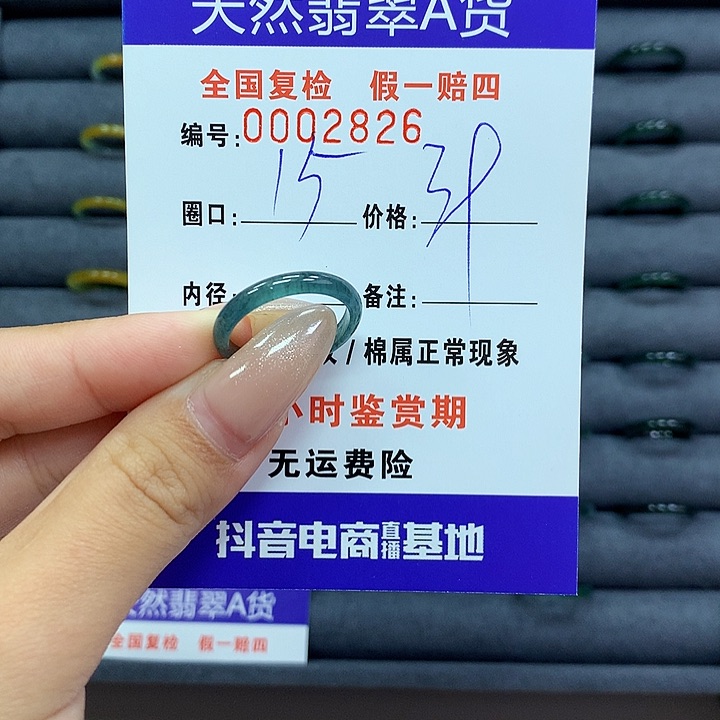 天然翡翠A货
全国复检 假一赔四
编号:0002826
圈口:15 价格:39
内径: 备注:
/棉属正常现象
小时鉴赏期
无运费险
抖音电商直播基地
天然翡翠A货
全国复检 假一赔四